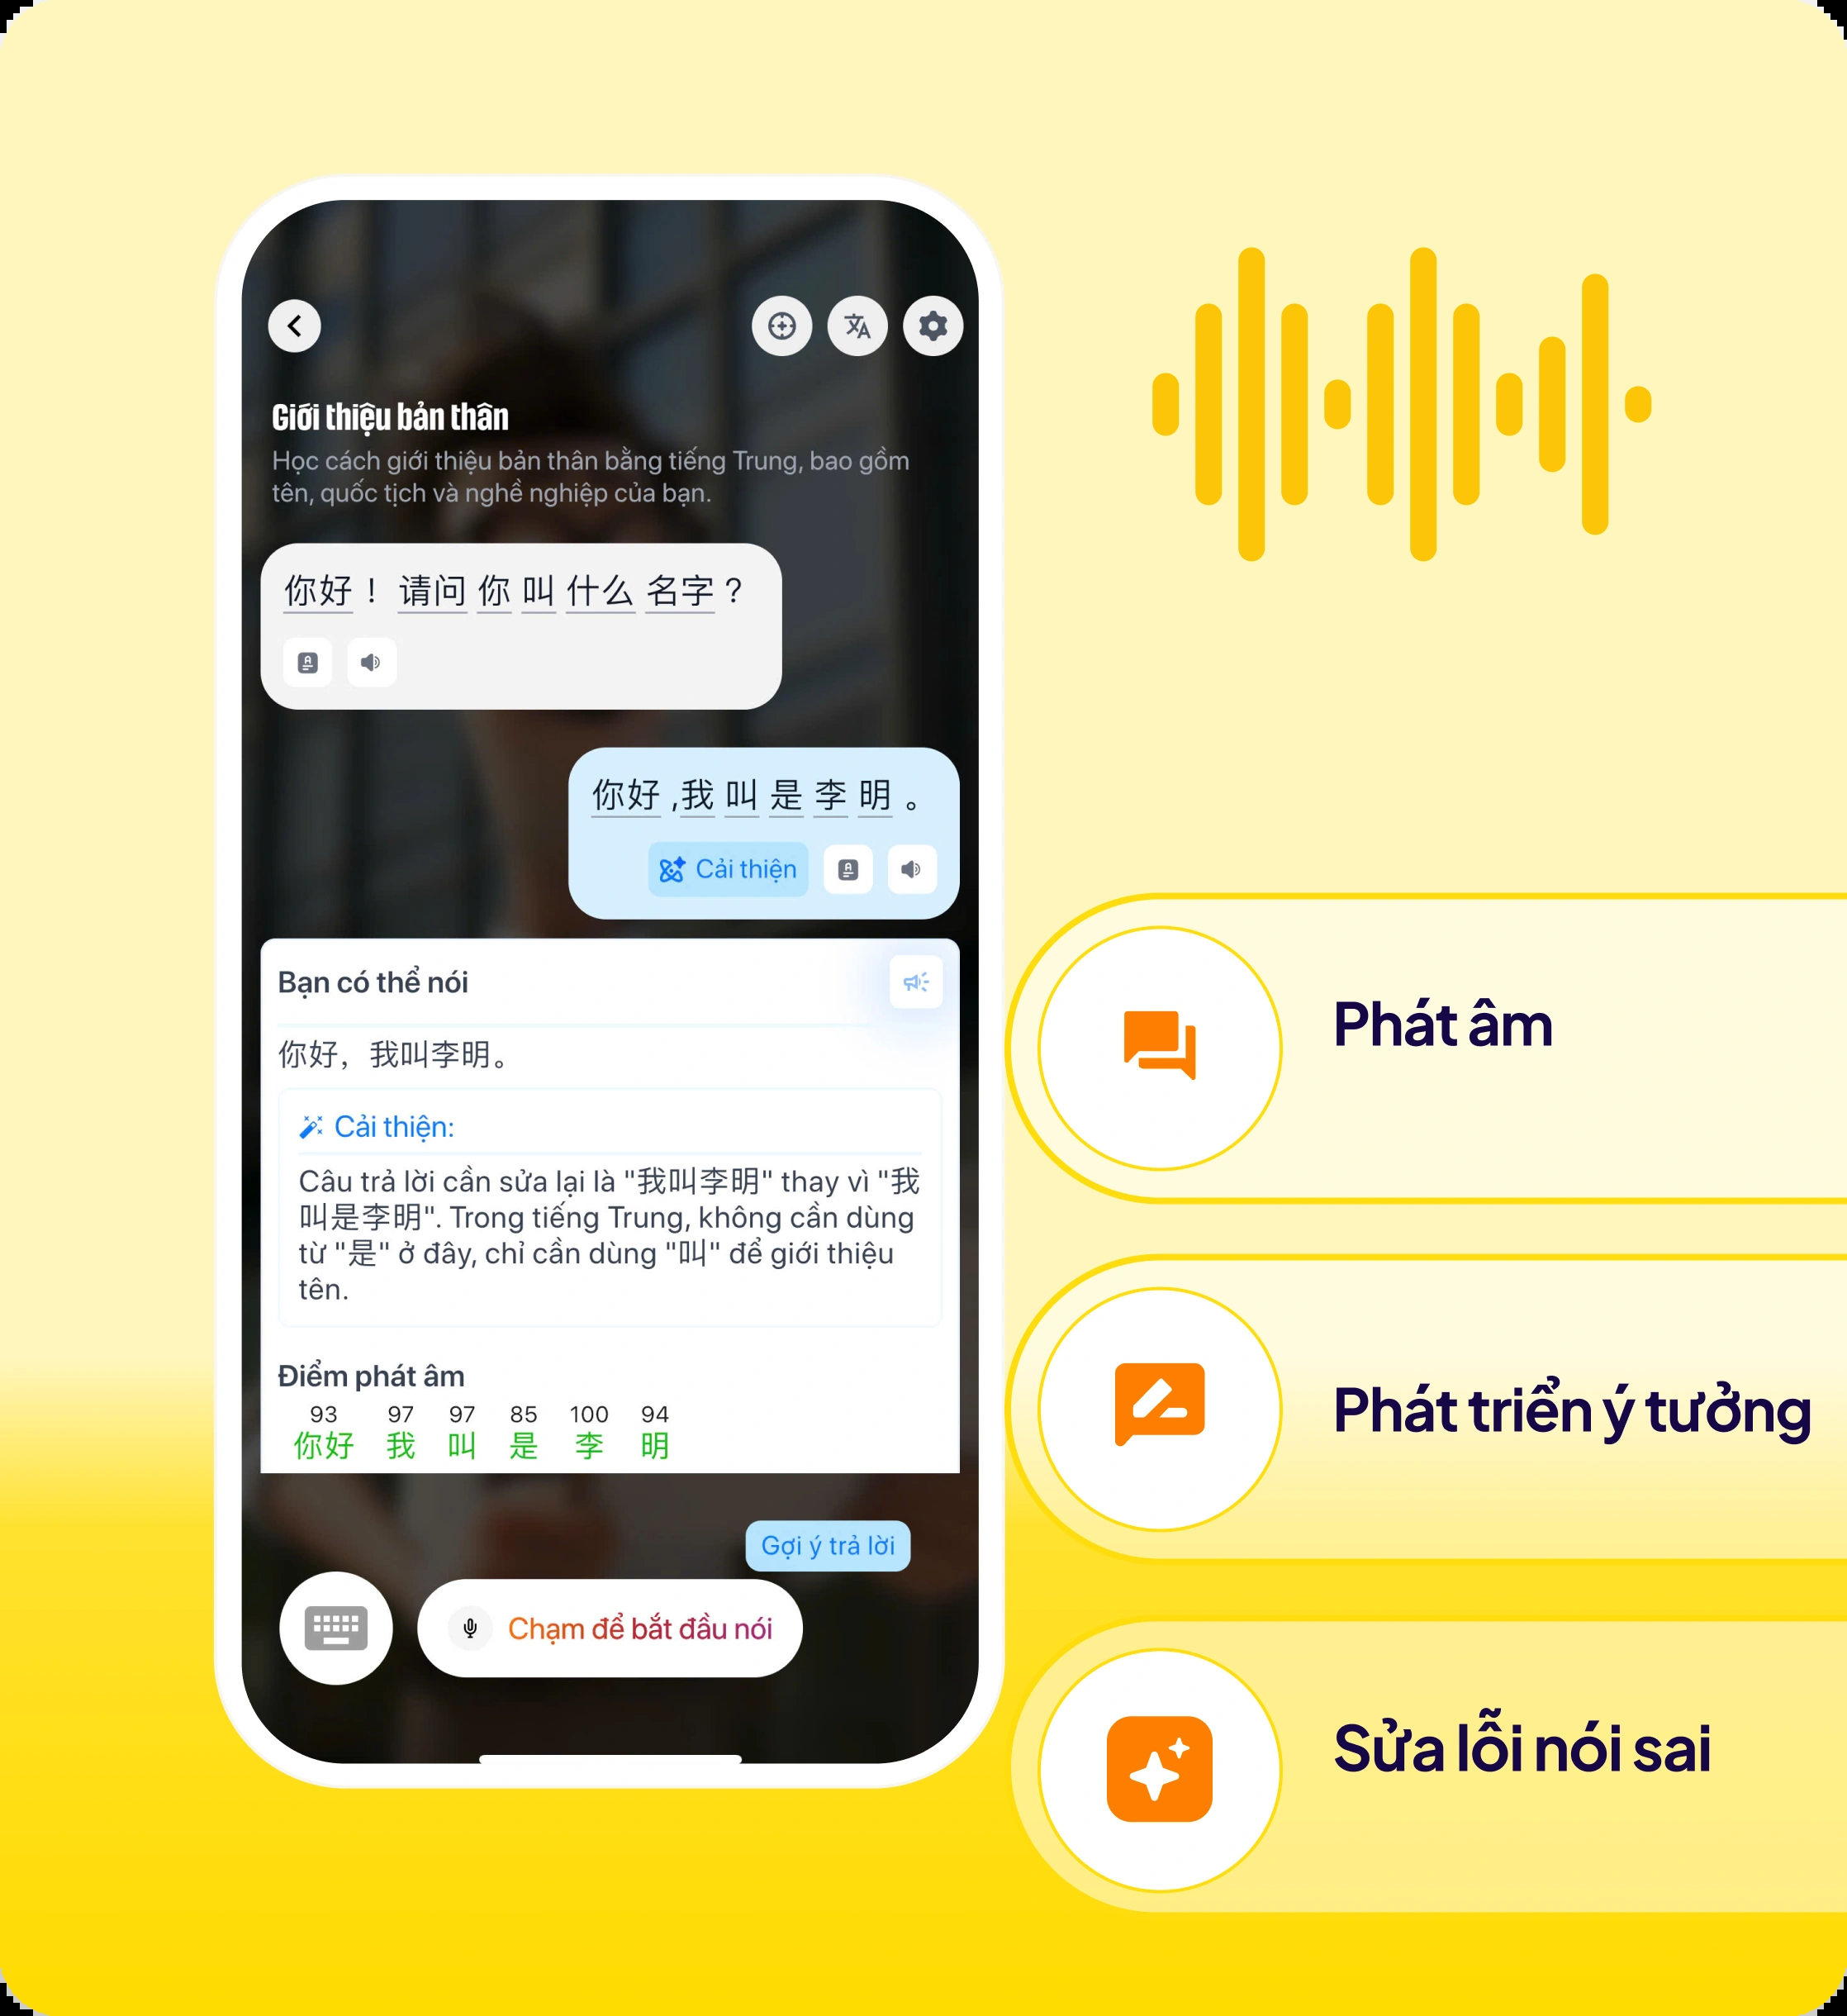 Giới thiệu bản thân
Học cách giới thiệu bản thân bằng tiếng Trung, bao gồm
tên, quốc tịch và nghề nghiệp của bạn.
你好！请问你叫什么名字？
你好,我叫是李明。
Cải thiện
Bạn có thể nói
你好，我叫李明。
Cải thiện:
Câu trả lời cần sửa lại là "我叫李明" thay vì "我
叫是李明". Trong tiếng Trung, không cần dùng
từ "是" ở đây, chỉ cần dùng "叫" để giới thiệu
tên.
Điểm phát âm
93 97 97 85 100 94
你好 我 叫 是 李 明
Gợi ý trả lời
Chạm để bắt đầu nói
Phát âm
Phát triển ý tưởng
Sửa lỗi nói sai